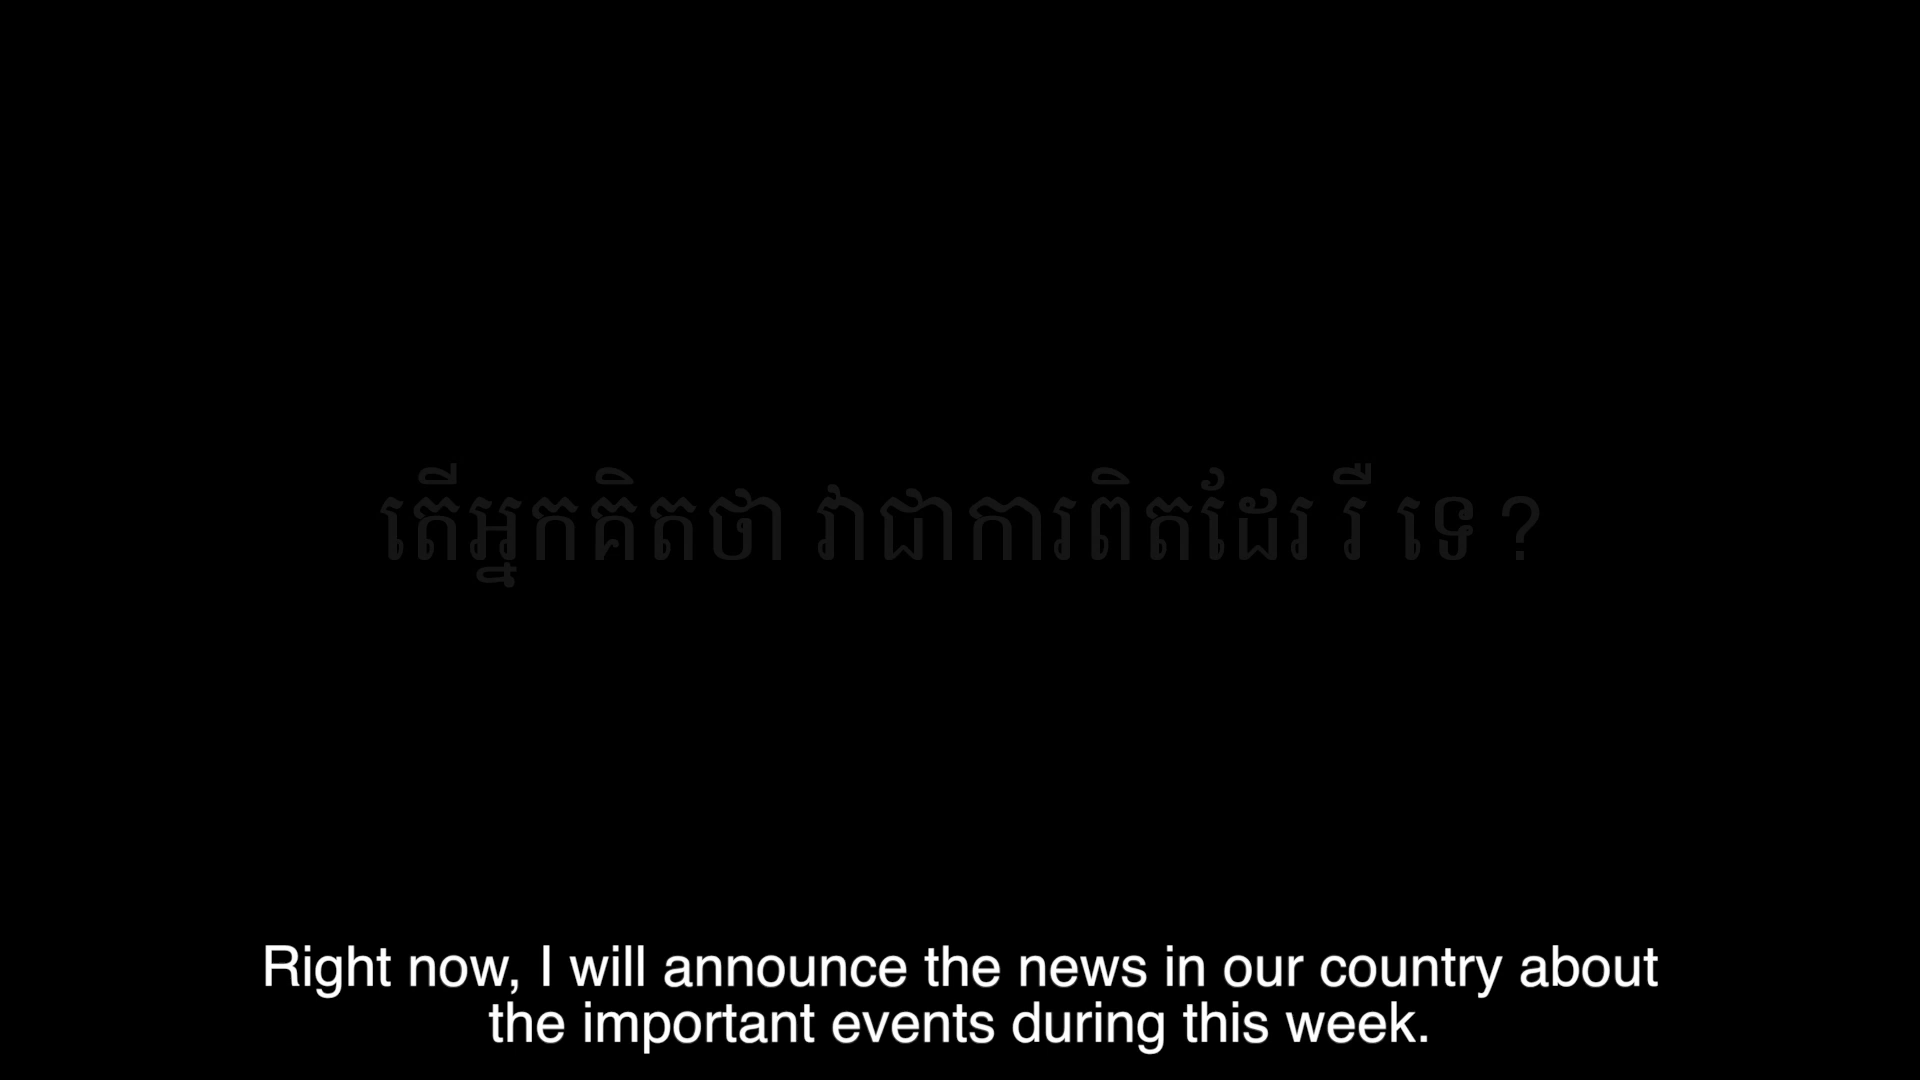 តើអ្នកគិតថា វាជាការពិតដែរ រឺ ទេ ?
Right now, I will announce the news in our country about
the important events during this week.